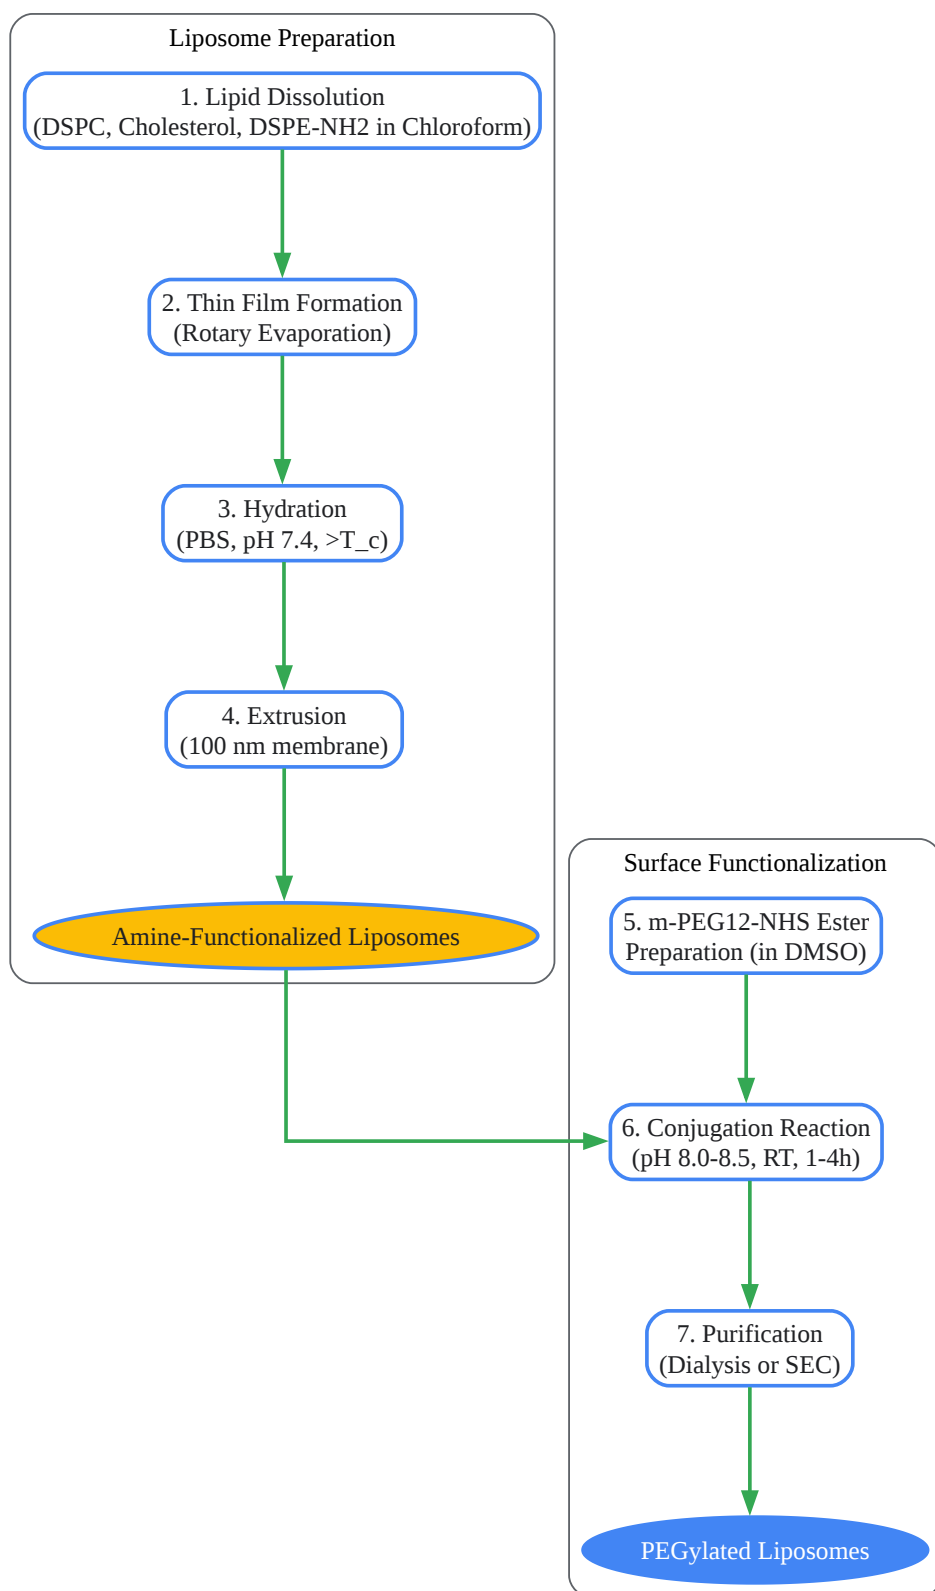 Liposome Preparation
1. Lipid Dissolution
(DSPC, Cholesterol, DSPE-NH2 in Chloroform)
2. Thin Film Formation
(Rotary Evaporation)
3. Hydration
(PBS, pH 7.4, >T_c)
4. Extrusion
(100 nm membrane)
Amine-Functionalized Liposomes
Surface Functionalization
5. m-PEG12-NHS Ester
Preparation (in DMSO)
6. Conjugation Reaction
(pH 8.0-8.5, RT, 1-4h)
7. Purification
(Dialysis or SEC)
PEGylated Liposomes